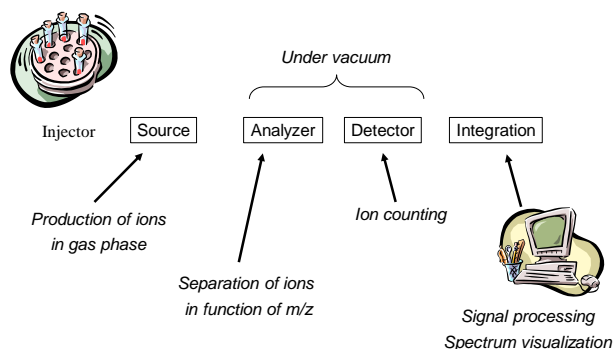 Under vacuum
Injector
Source
Analyzer
Detector
Integration
Production of ions
in gas phase
Ion counting
Separation of ions
in function of m/z
Signal processing
Spectrum visualization